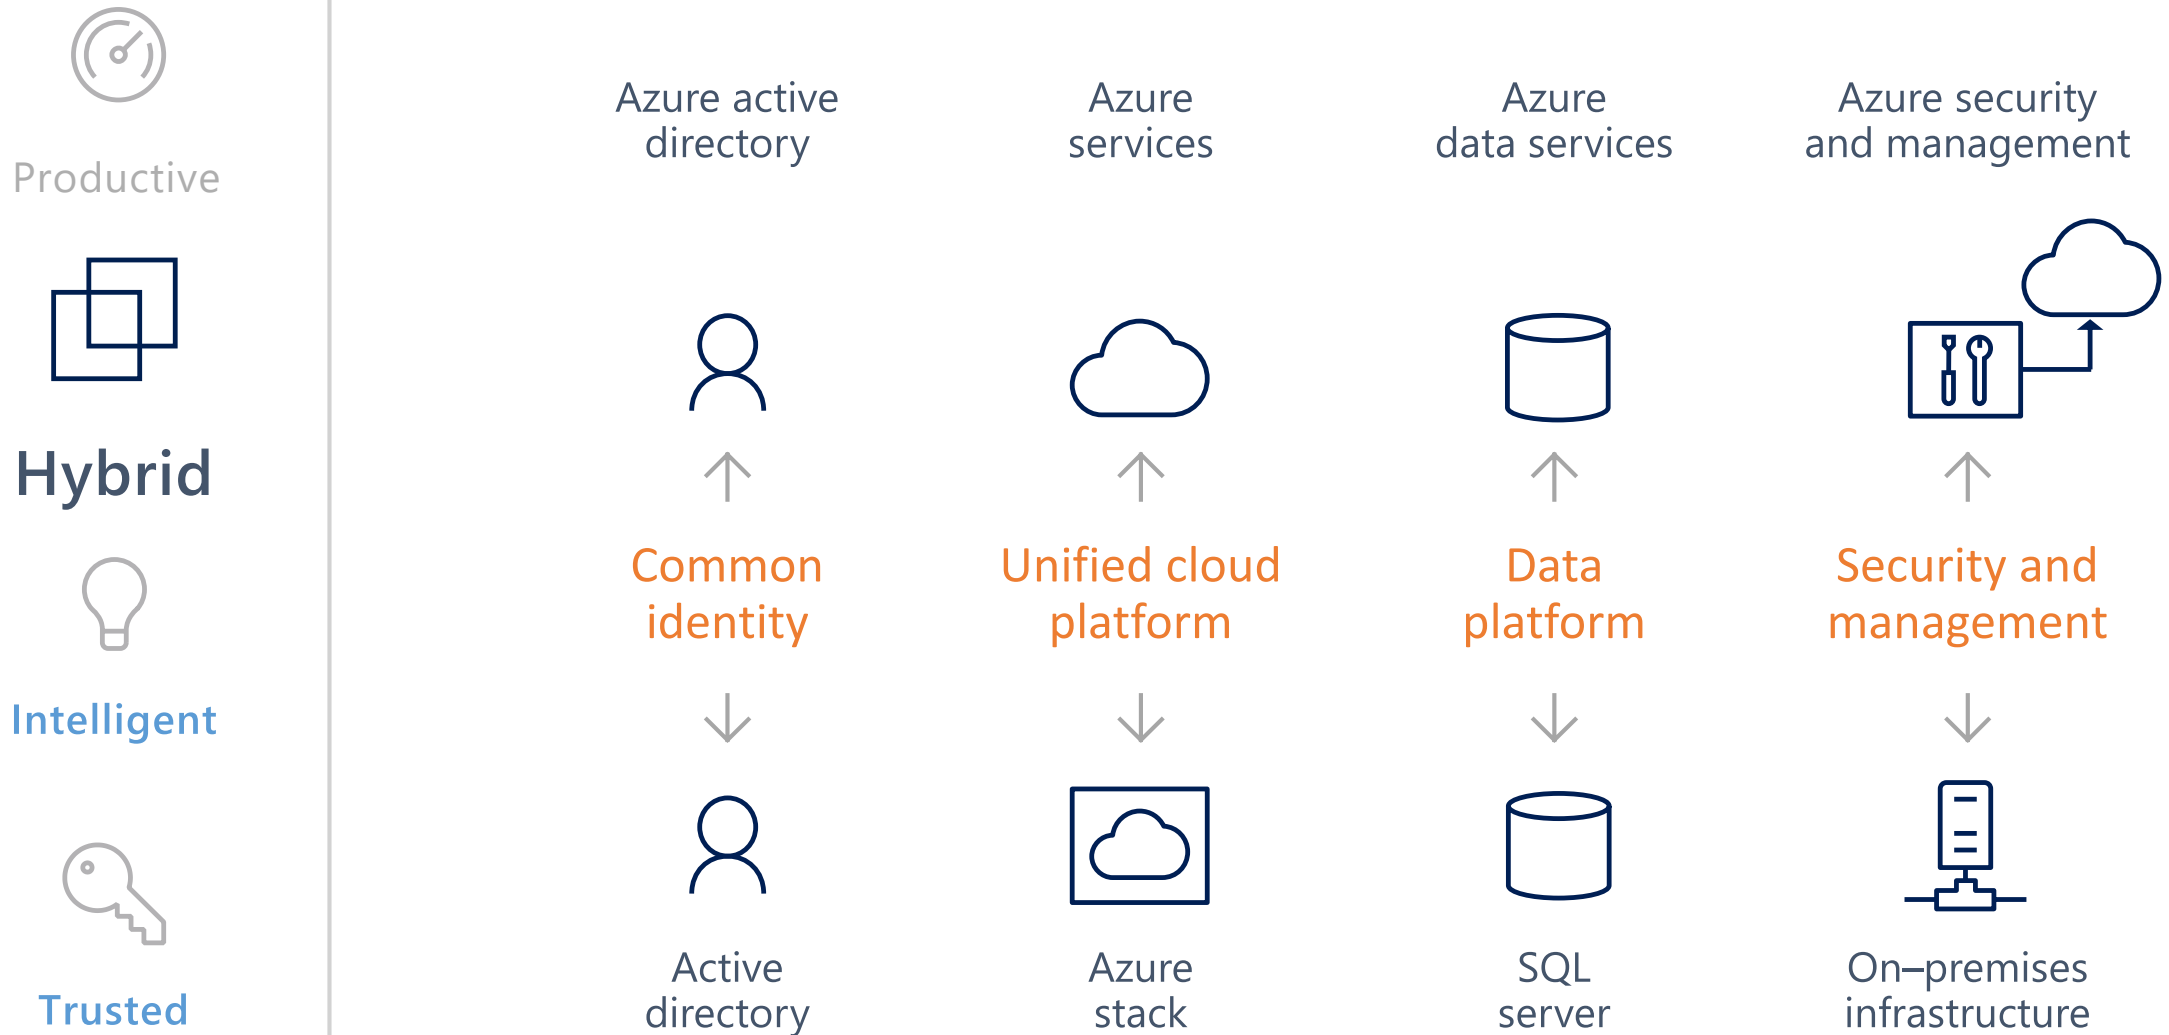 Productive
Hybrid
Intelligent
Trusted
Azure active
directory
Azure
services
Azure
data services
Azure security
and management
Common
identity
Unified cloud
platform
Data
platform
Security and
management
Active
directory
Azure
stack
SQL
server
On–premises
infrastructure